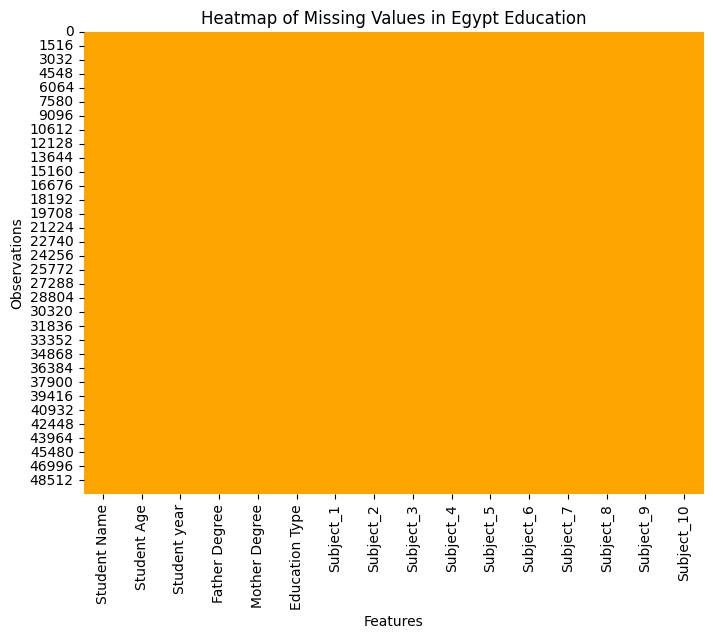 Heatmap of Missing Values in Egypt Education
0
1516
3032
4548
6064
7580
9096
10612
12128
13644
15160
16676
18192
19708
21224
22740
24256
25772
27288
28804
30320
31836
33352
34868
36384
37900
39416
40932
42448
43964
45480
46996
48512
Observations
Student Name
Student Age
Student year
Father Degree
Mother Degree
Education Type
Subject_1
Subject_2
Subject_3
Subject_4
Subject_5
Subject_6
Subject_7
Subject_8
Subject_9
Subject_10
Features